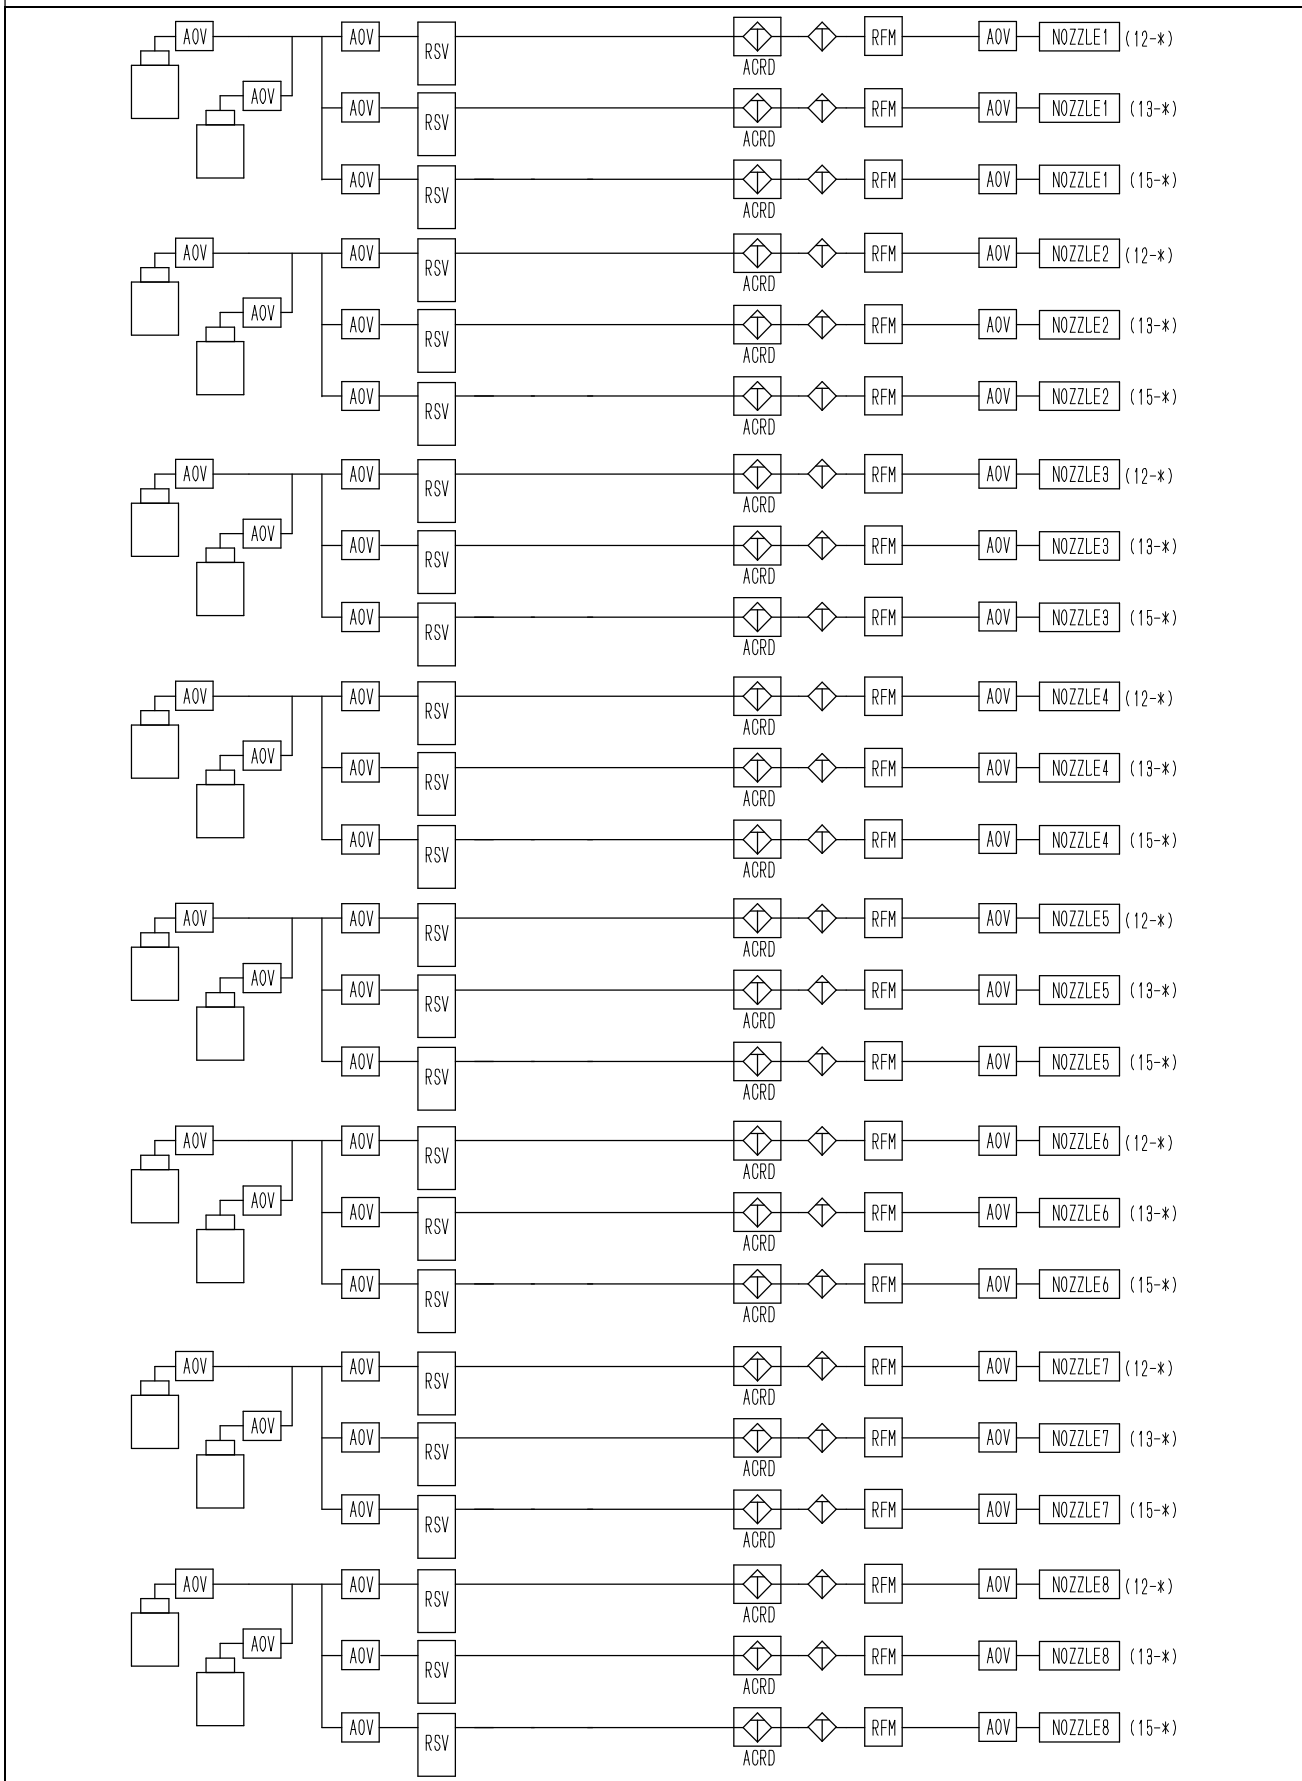 AOV AOV RSV RFM AOV NOZZLE1 (12-*)
ACRD
AOV AOV RSV RFM AOV NOZZLE1 (13-*)
ACRD
AOV RSV RFM AOV NOZZLE1 (15-*)
ACRD
AOV AOV RSV RFM AOV NOZZLE2 (12-*)
ACRD
AOV AOV RSV RFM AOV NOZZLE2 (13-*)
ACRD
AOV RSV RFM AOV NOZZLE2 (15-*)
ACRD
AOV AOV RSV RFM AOV NOZZLE3 (12-*)
ACRD
AOV AOV RSV RFM AOV NOZZLE3 (13-*)
ACRD
AOV RSV RFM AOV NOZZLE3 (15-*)
ACRD
AOV AOV RSV RFM AOV NOZZLE4 (12-*)
ACRD
AOV AOV RSV RFM AOV NOZZLE4 (13-*)
ACRD
AOV RSV RFM AOV NOZZLE4 (15-*)
ACRD
AOV AOV RSV RFM AOV NOZZLE5 (12-*)
ACRD
AOV AOV RSV RFM AOV NOZZLE5 (13-*)
ACRD
AOV RSV RFM AOV NOZZLE5 (15-*)
ACRD
AOV AOV RSV RFM AOV NOZZLE6 (12-*)
ACRD
AOV AOV RSV RFM AOV NOZZLE6 (13-*)
ACRD
AOV RSV RFM AOV NOZZLE6 (15-*)
ACRD
AOV AOV RSV RFM AOV NOZZLE7 (12-*)
ACRD
AOV AOV RSV RFM AOV NOZZLE7 (13-*)
ACRD
AOV RSV RFM AOV NOZZLE7 (15-*)
ACRD
AOV AOV RSV RFM AOV NOZZLE8 (12-*)
ACRD
AOV AOV RSV RFM AOV NOZZLE8 (13-*)
ACRD
AOV RSV RFM AOV NOZZLE8 (15-*)
ACRD